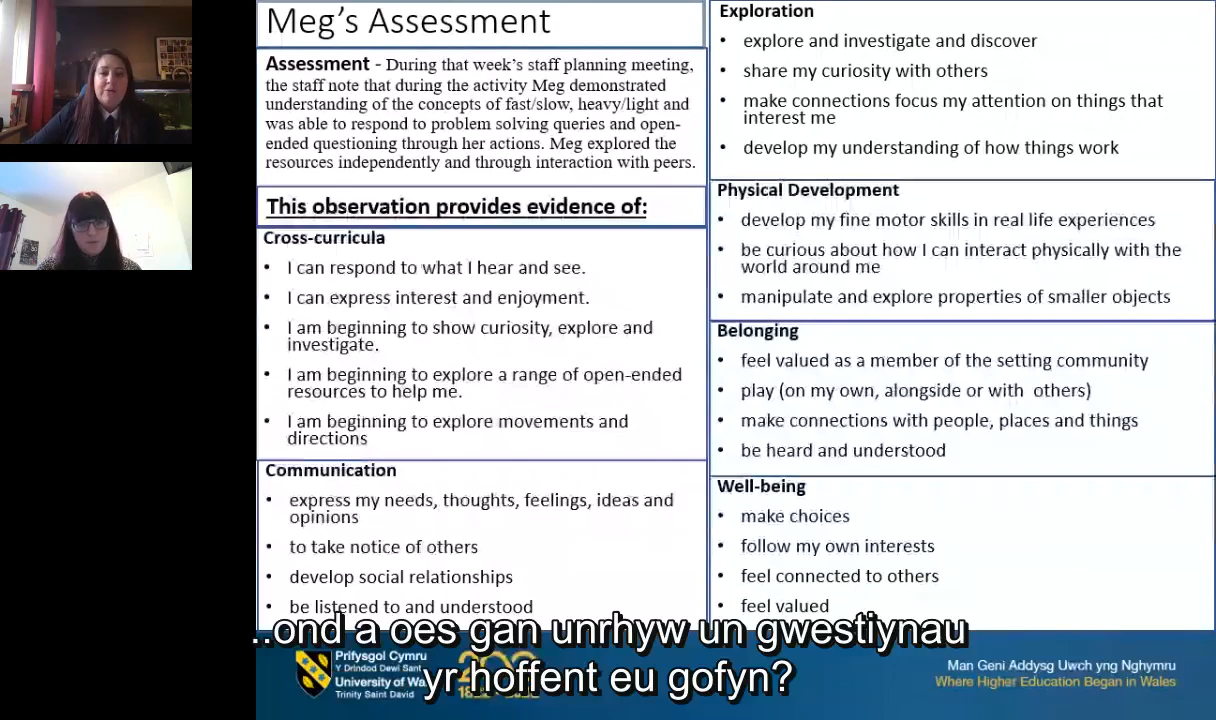 Meg's Assessment
Assessment - During that week's staff planning meeting,
the staff note that during the activity Meg demonstrated
understanding of the concepts of fast/slow, heavy/light and
was able to respond to problem solving queries and open-
ended questioning through her actions. Meg explored the
resources independently and through interaction with peers.
This observation provides evidence of:
Cross-curricula
• I can respond to what I hear and see.
• I can express interest and enjoyment.
• I am beginning to show curiosity, explore and
investigate.
• I am beginning to explore a range of open-ended
resources to help me.
• I am beginning to explore movements and
directions
Communication
• express my needs, thoughts, feelings, ideas and
opinions
• to take notice of others
• develop social relationships
• be listened to and understood
Exploration
• explore and investigate and discover
• share my curiosity with others
• make connections focus my attention on things that
interest me
• develop my understanding of how things work
Physical Development
• develop my fine motor skills in real life experiences
• be curious about how I can interact physically with the
world around me
• manipulate and explore properties of smaller objects
Belonging
• feel valued as a member of the setting community
• play (on my own, alongside or with others)
• make connections with people, places and things
• be heard and understood
Well-being
• make choices
• follow my own interests
• feel connected to others
• feel valued
..ond a oes gan unrhyw un gwestiynau
yr hoffent eu gofyn?
Prifysgol Cymru
Y Drindod Dewi Sant
University of Wa
Trinity Saint David
Man Geni Addysg Uwch yng Nghymru
Where Higher Education Began in Wales